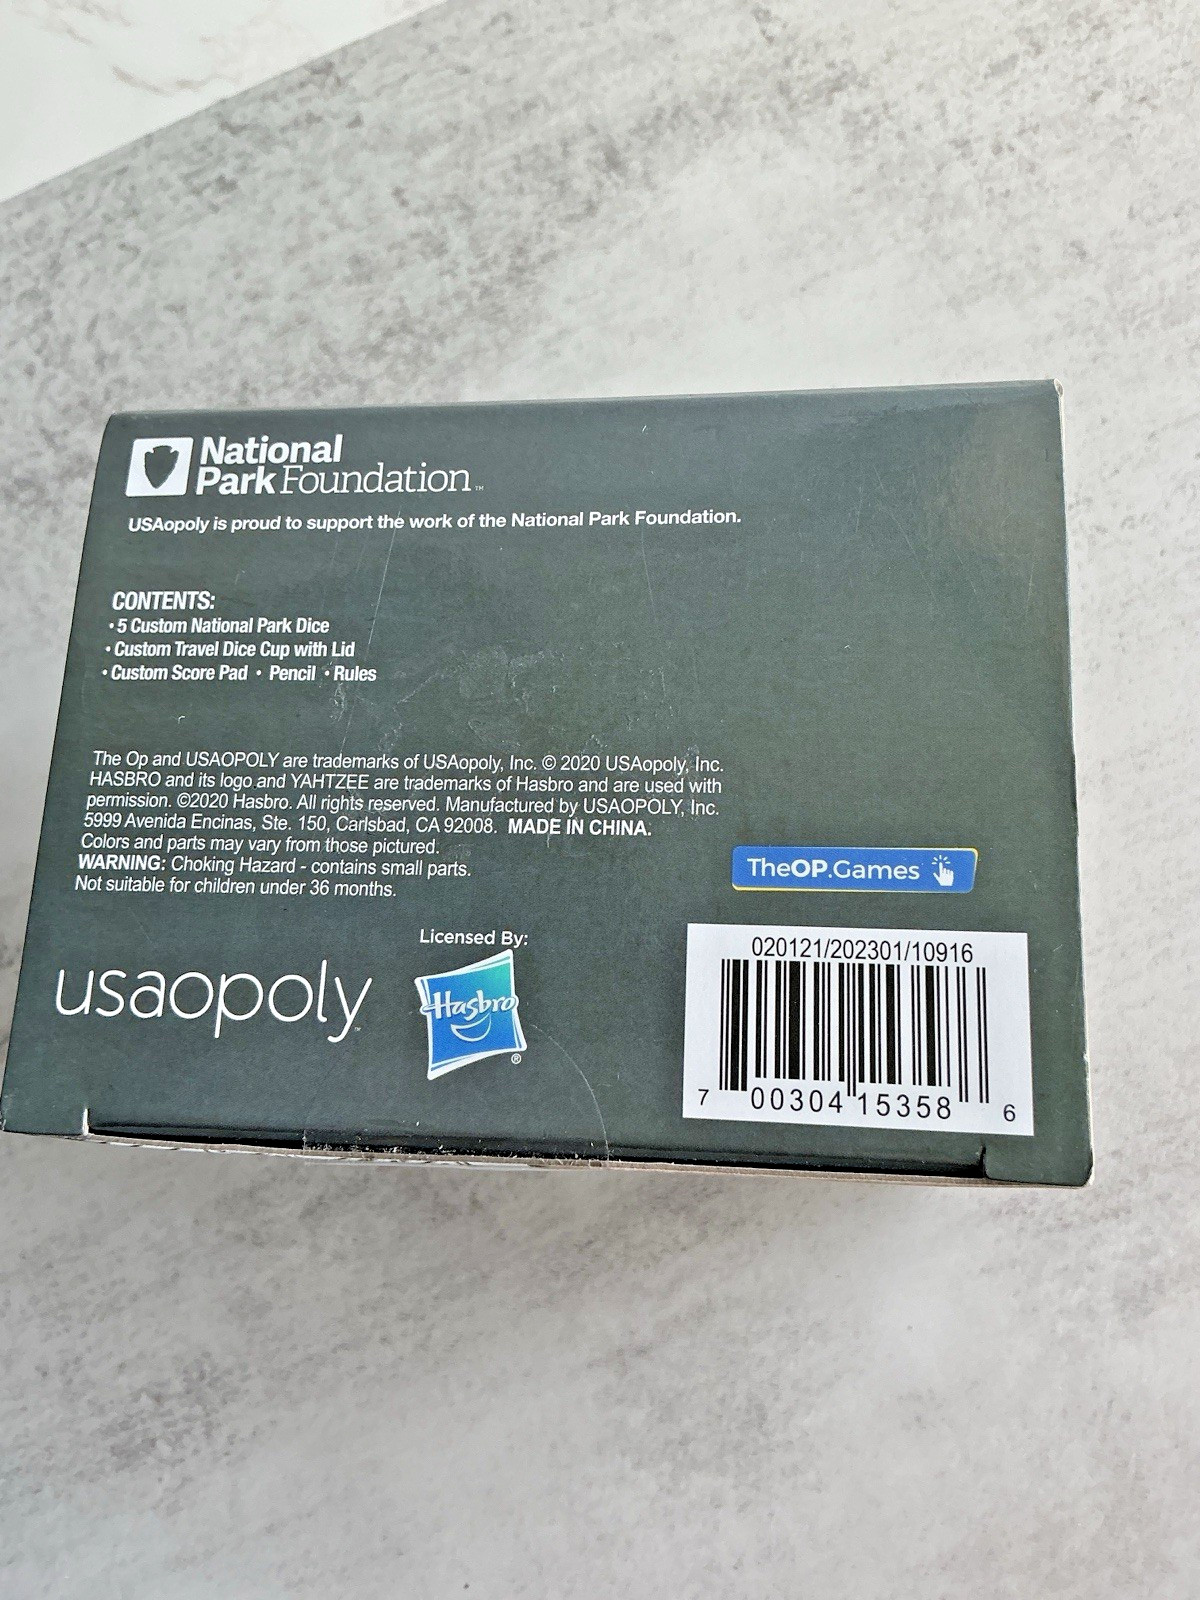 National
Park Foundation™
USAopoly is proud to support the work of the National Park Foundation.
CONTENTS:
• 5 Custom National Park Dice
• Custom Travel Dice Cup with Lid
• Custom Score Pad • Pencil • Rules
The Op and USAOPOLY are trademarks of USAopoly, Inc. © 2020 USAopoly, Inc.
HASBRO and its logo and YAHTZEE are trademarks of Hasbro and are used with
permission. ©2020 Hasbro. All rights reserved. Manufactured by USAOPOLY, Inc.
5999 Avenida Encinas, Ste. 150, Carlsbad, CA 92008. MADE IN CHINA.
Colors and parts may vary from those pictured.
WARNING: Choking Hazard - contains small parts.
Not suitable for children under 36 months.
TheOP.Games
Licensed By:
usaopoly™
Hasbro®
020121/202301/10916
7 00304 15358 6